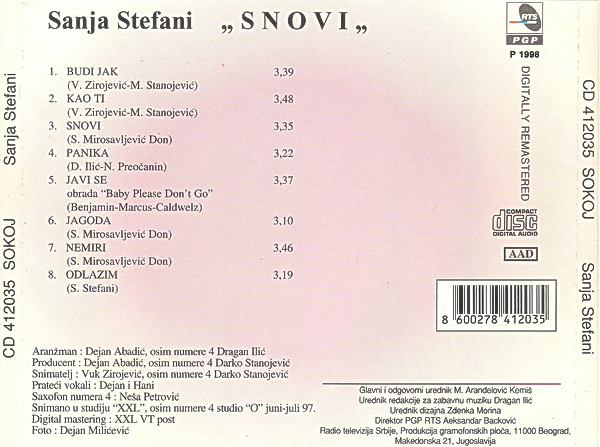 Sanja Stefani „ S N O V I „
RTS
PGP
P 1998
1. BUDI JAK 3,39
(V. Zirojević-M. Stanojević)
2. KAO TI 3,48
(V. Zirojević-M. Stanojević)
3. SNOVI 3,35
(S. Mirosavljević Don)
4. PANIKA 3,22
(D. Ilić-N. Preočanin)
5. JAVI SE 3,37
obrada “Baby Please Don't Go”
(Benjamin-Marcus-Caldwelz)
6. JAGODA 3,10
(S. Mirosavljević Don)
7. NEMIRI 3,46
(S. Mirosavljević Don)
8. ODLAZIM 3,19
(S. Stefani)
DIGITALLY REMASTERED
COMPACT
disc
DIGITAL AUDIO
AAD
8 600278 412035
Aranžman : Dejan Abadić, osim numere 4 Dragan Ilić
Producent : Dejan Abadić, osim numere 4 Darko Stanojević
Snimatelj : Vuk Zirojević, osim numere 4 Darko Stanojević
Prateći vokali : Dejan i Hani
Saxofon numera 4 : Neša Petrović
Snimano u studiju “XXL”, osim numere 4 studio “O” juni-juli 97.
Digital mastering : XXL VT post
Foto : Dejan Milićević
Glavni i odgovorni urednik M. Aranđelović Kemiš
Urednik redakcije za zabavnu muziku Dragan Ilić
Urednik dizajna Zdenka Morina
Direktor PGP RTS Aeksandar Backović
Radio televizija Srbije, Produkcija gramofonskih ploča, 11000 Beograd,
Makedonska 21, Jugoslavija
CD 412035 SOKOJ Sanja Stefani
CD 412035 SOKOJ Sanja Stefani